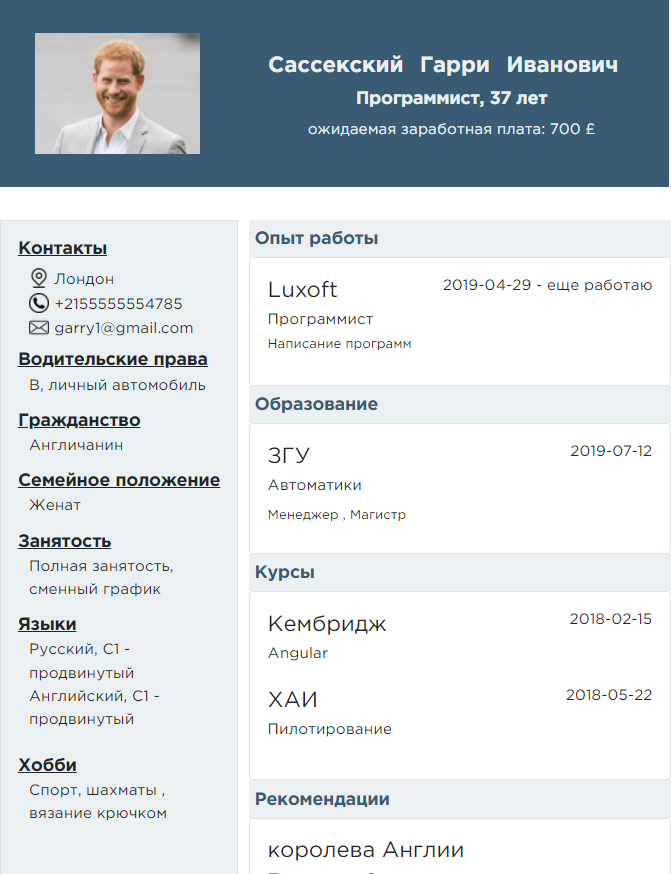 Сассекский Гарри Иванович
Программист, 37 лет
ожидаемая заработная плата: 700 £
Контакты
Лондон
+2155555554785
garry1@gmail.com
Водительские права
B, личный автомобиль
Гражданство
Англичанин
Семейное положение
Женат
Занятость
Полная занятость,
сменный график
Языки
Русский, C1 -
продвинутый
Английский, C1 -
продвинутый
Хобби
Спорт, шахматы ,
вязание крючком
Опыт работы
Luxoft 2019-04-29 - еще работаю
Программист
Написание программ
Образование
ЗГУ 2019-07-12
Автоматики
Менеджер , Магистр
Курсы
Кембридж 2018-02-15
Angular
ХАИ 2018-05-22
Пилотирование
Рекомендации
королева Англии